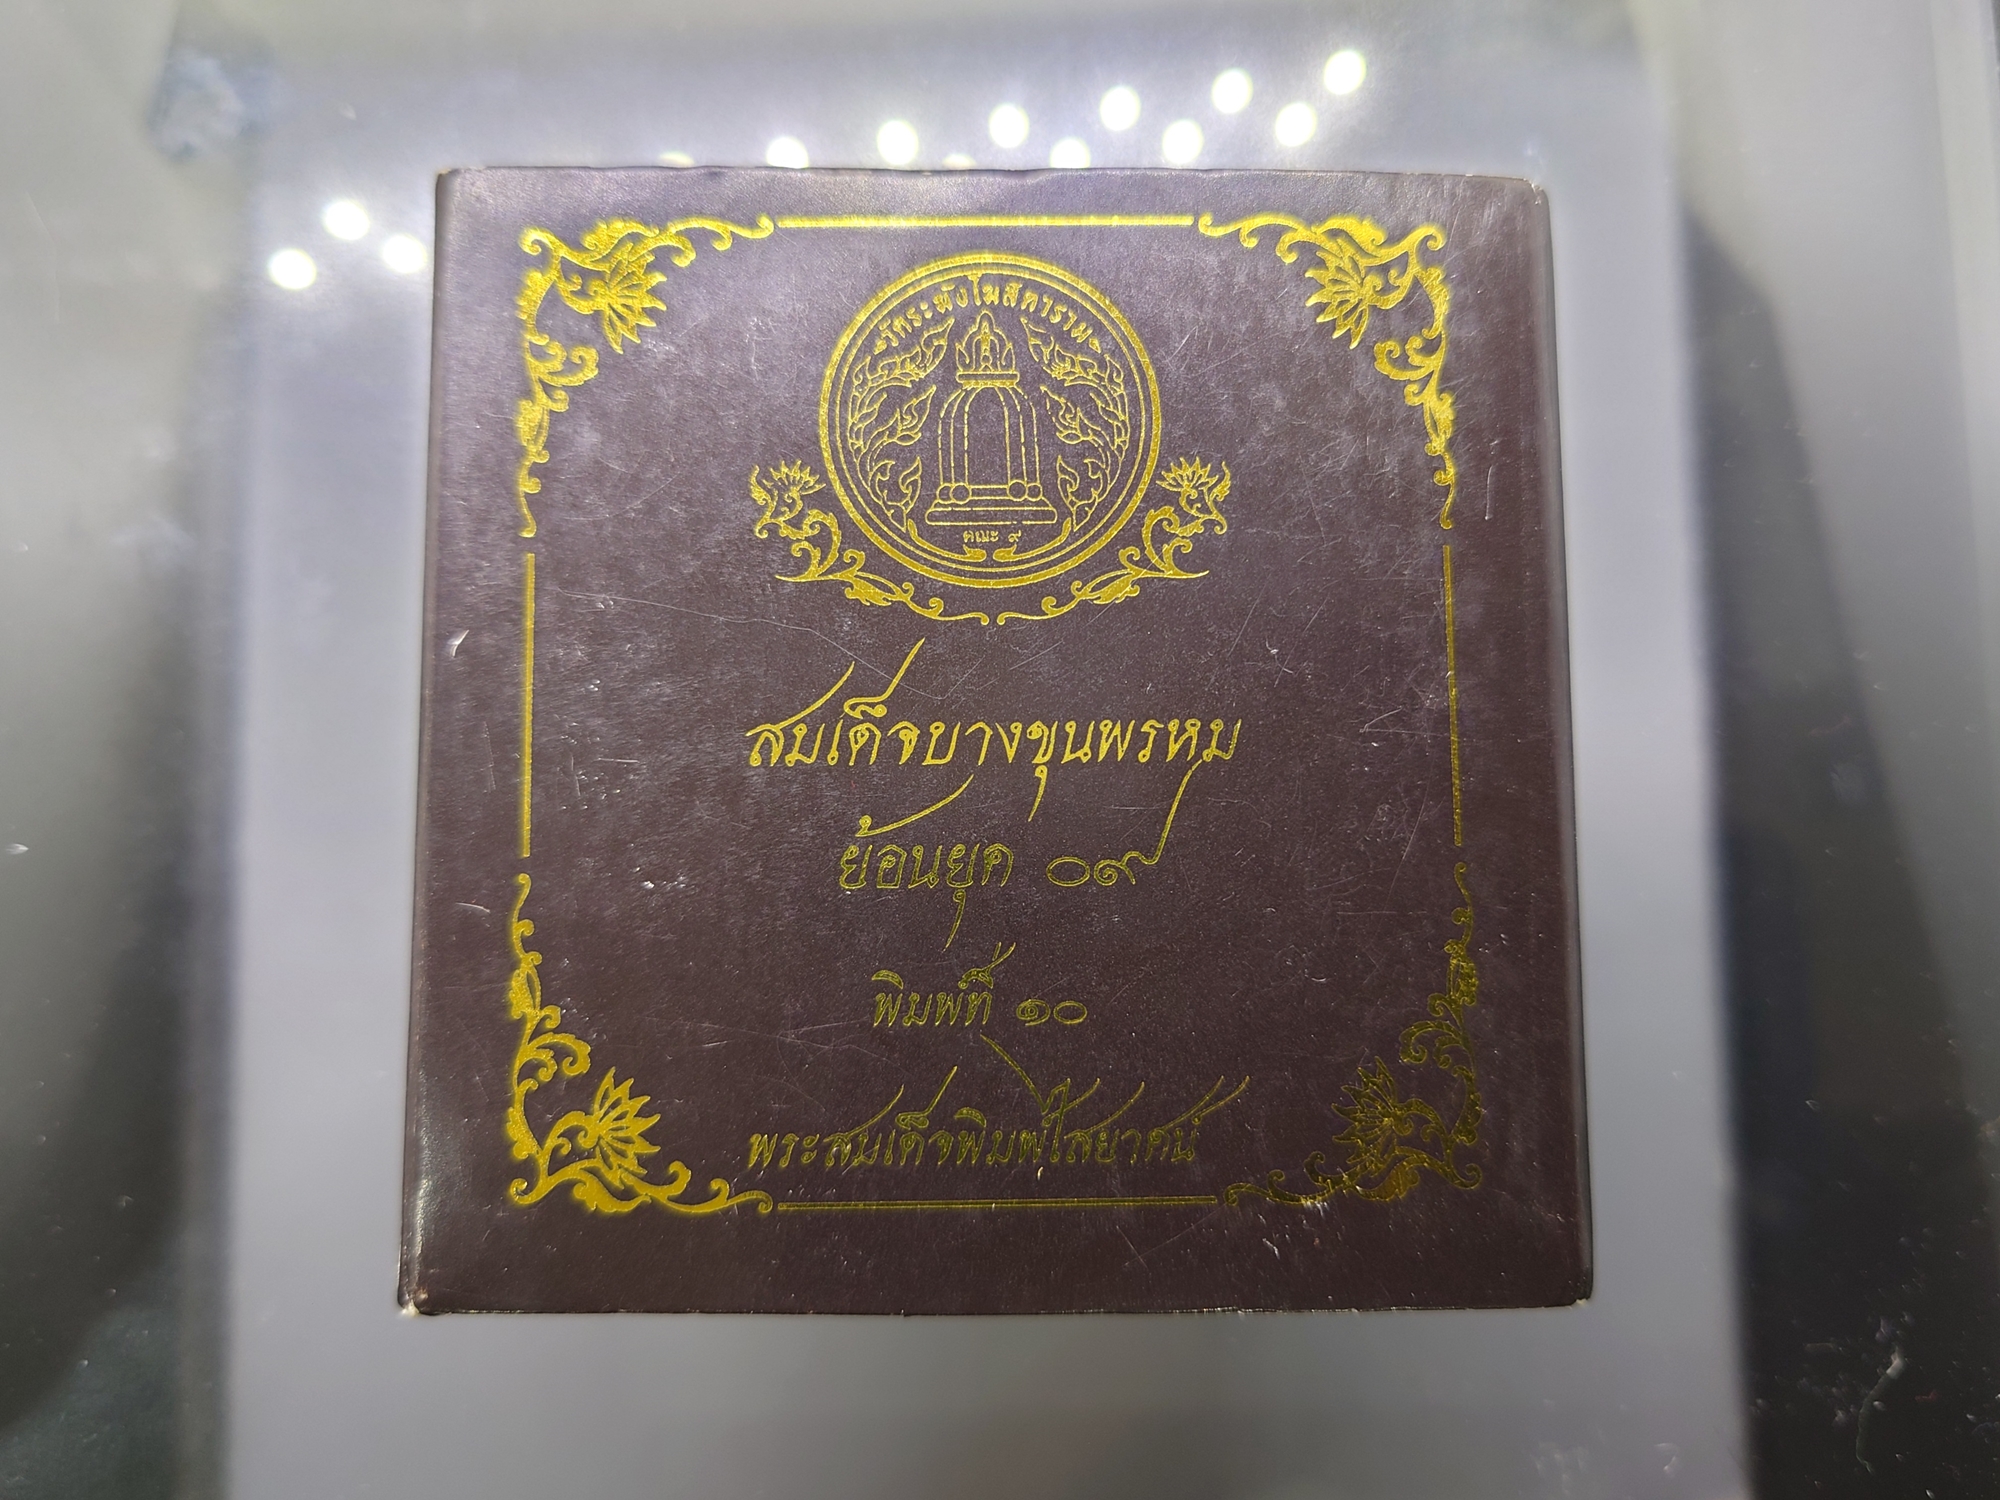 วัดระฆังโฆสิตาราม
คณะ ๙
สมเด็จบางขุนพรหม
ย้อนยุค ๐๙
พิมพ์ที่ ๑๐
พระสมเด็จพิมพ์ไสยาศน์